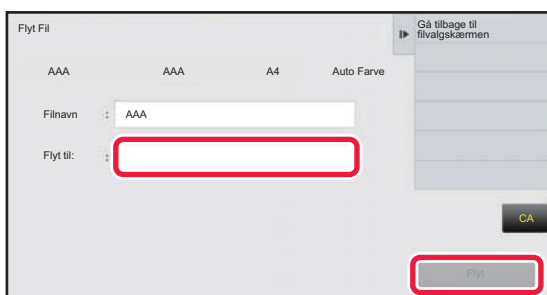 Flyt Fil
Gå tilbage til
filvalgskærmen
AAA AAA A4 Auto Farve
Filnavn : AAA
Flyt til: :
CA
Flyt